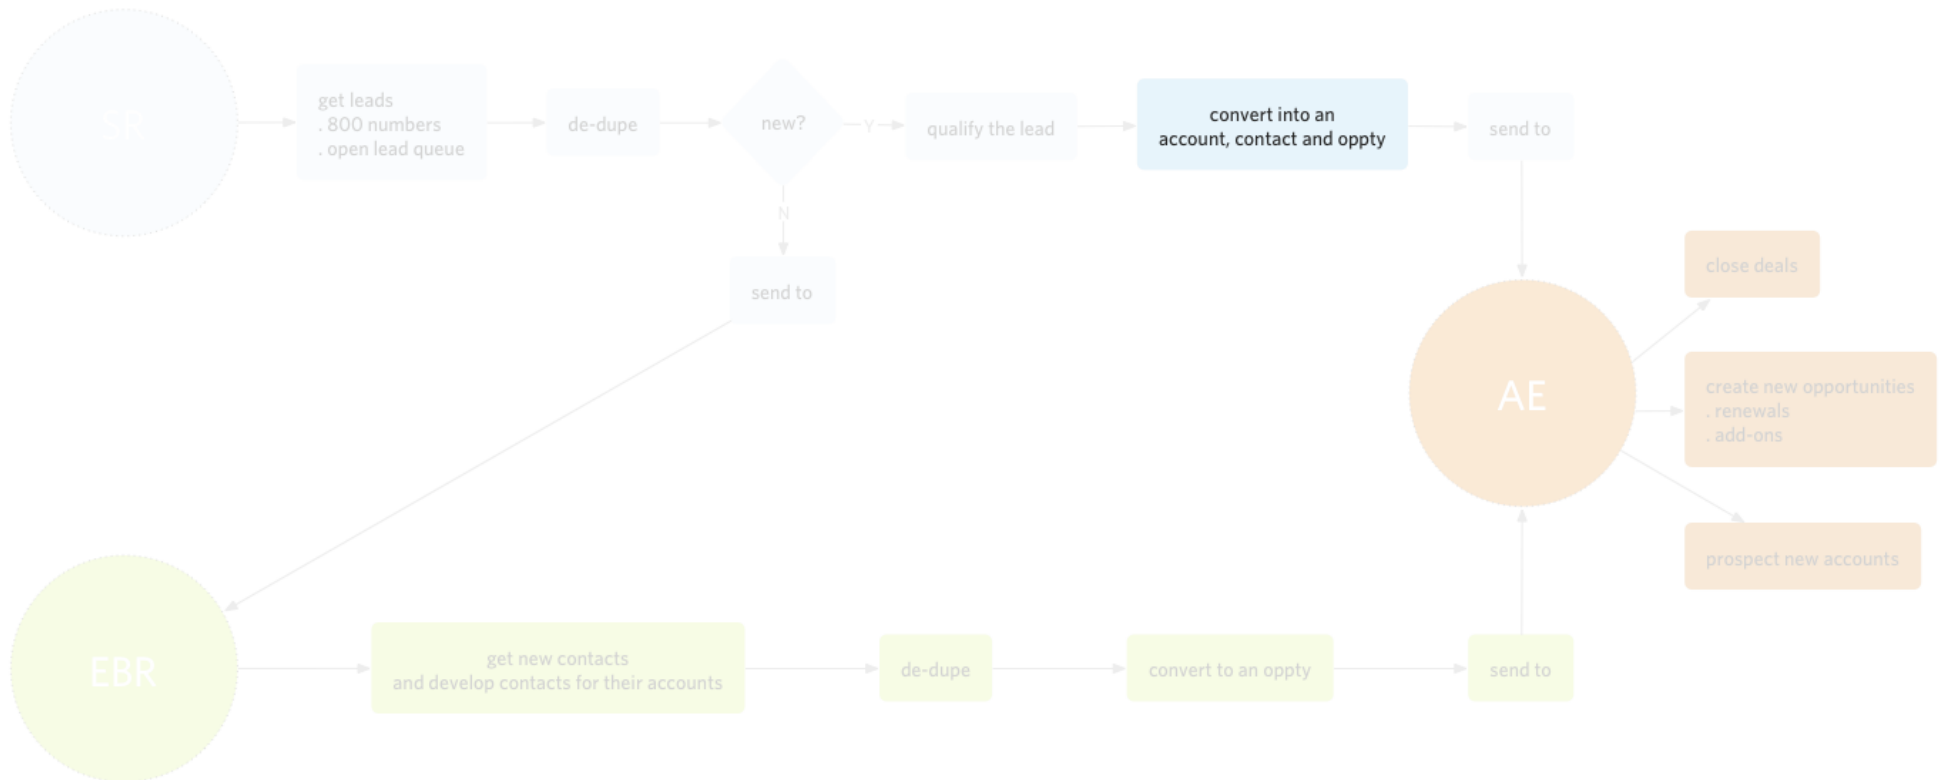 SR
get leads
. 800 numbers
. open lead queue
de-dupe
new?
Y
qualify the lead
convert into an
account, contact and oppty
send to
N
send to
close deals
AE
create new opportunities
. renewals
. add-ons
prospect new accounts
EBR
get new contacts
and develop contacts for their accounts
de-dupe
convert to an oppty
send to